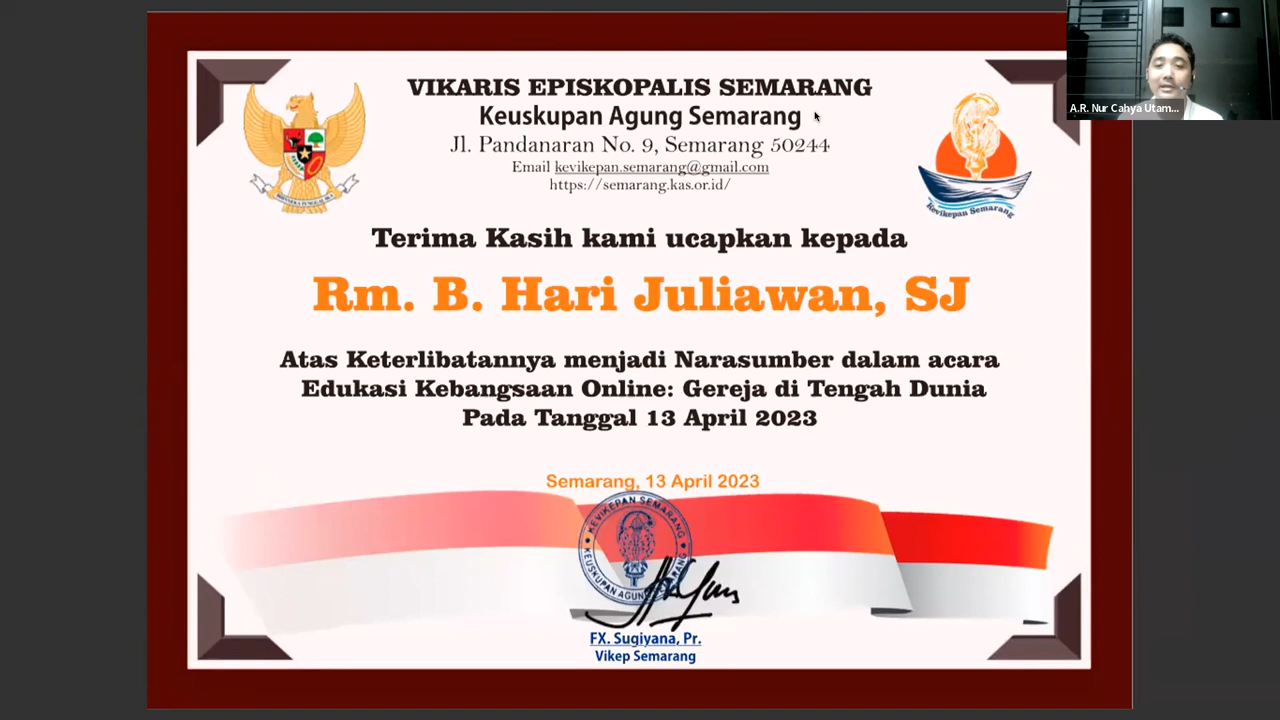 VIKARIS EPISKOPALIS SEMARANG
Keuskupan Agung Semarang
Jl. Pandanaran No. 9, Semarang 50244
Email kevikepan.semarang@gmail.com
https://semarang.kas.or.id/
A.R. Nur Cahya Utam...
Kevikepan Semarang
Terima Kasih kami ucapkan kepada
Rm. B. Hari Juliawan, SJ
Atas Keterlibatannya menjadi Narasumber dalam acara
Edukasi Kebangsaan Online: Gereja di Tengah Dunia
Pada Tanggal 13 April 2023
Semarang, 13 April 2023
KEVIKEPAN SEMARANG
KEUSKUPAN AGUNG SEMARANG
FX. Sugiyana, Pr.
Vikep Semarang